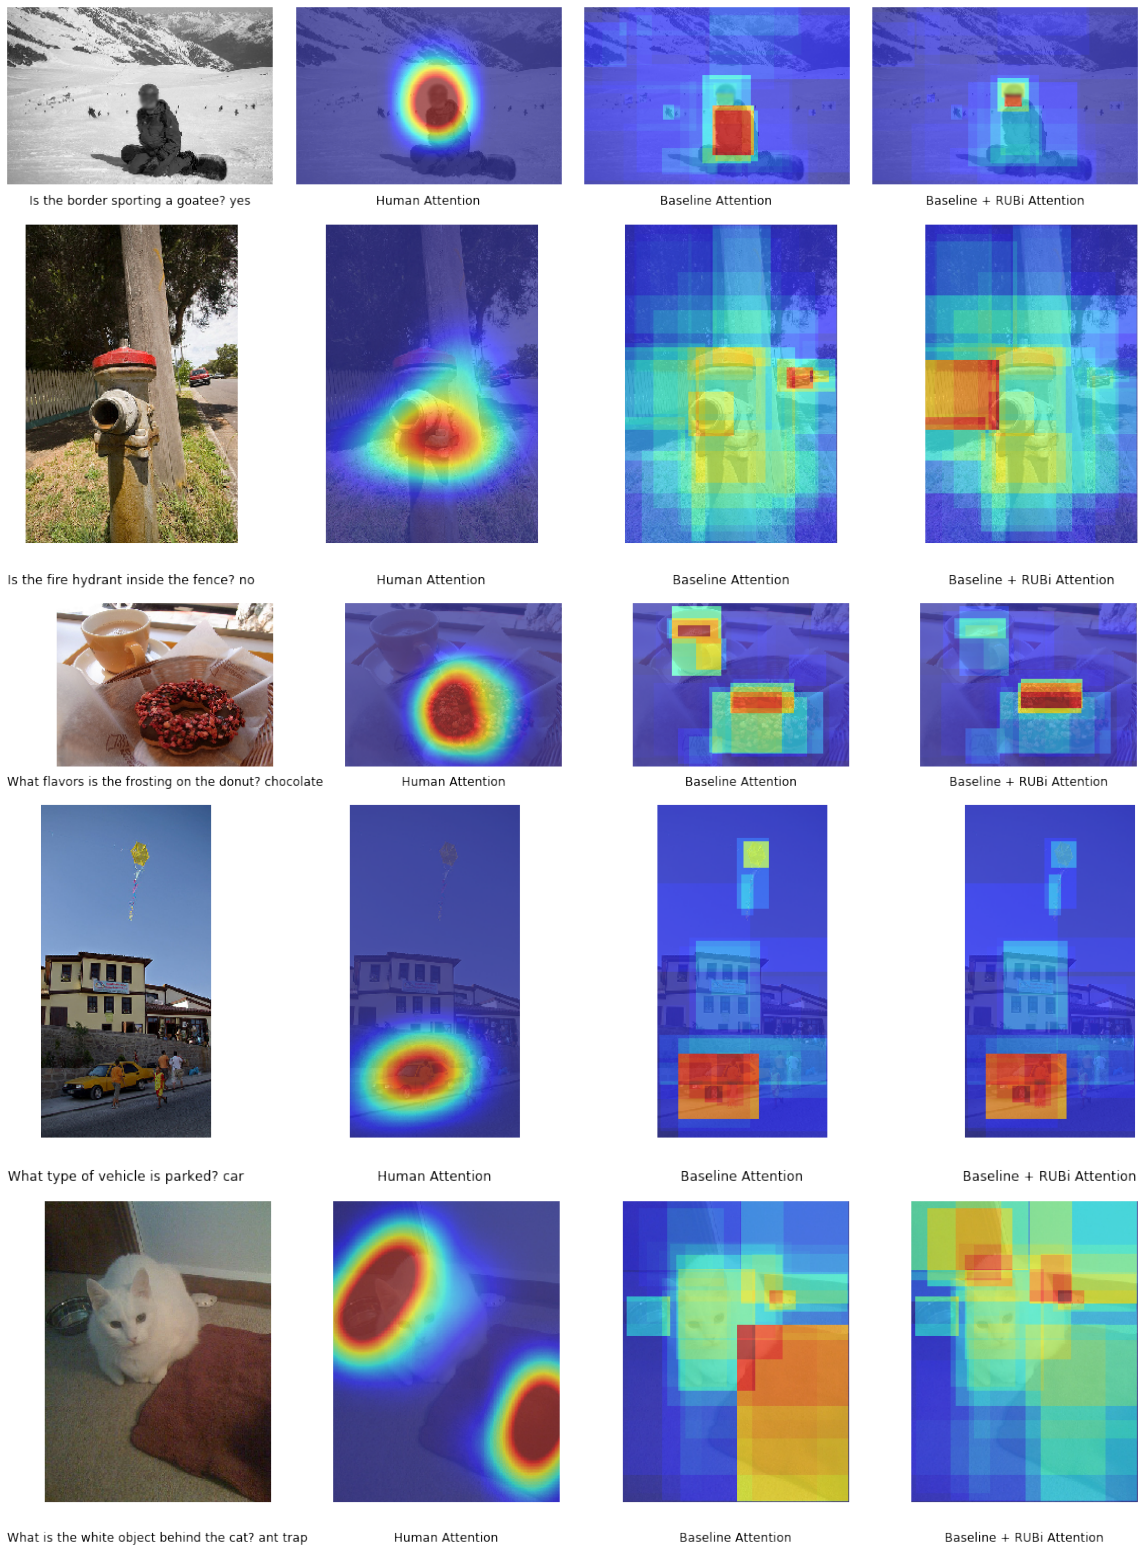 Is the border sporting a goatee? yes
Human Attention
Baseline Attention
Baseline + RUBi Attention
Is the fire hydrant inside the fence? no
Human Attention
Baseline Attention
Baseline + RUBi Attention
What flavors is the frosting on the donut? chocolate
Human Attention
Baseline Attention
Baseline + RUBi Attention
What type of vehicle is parked? car
Human Attention
Baseline Attention
Baseline + RUBi Attention
What is the white object behind the cat? ant trap
Human Attention
Baseline Attention
Baseline + RUBi Attention